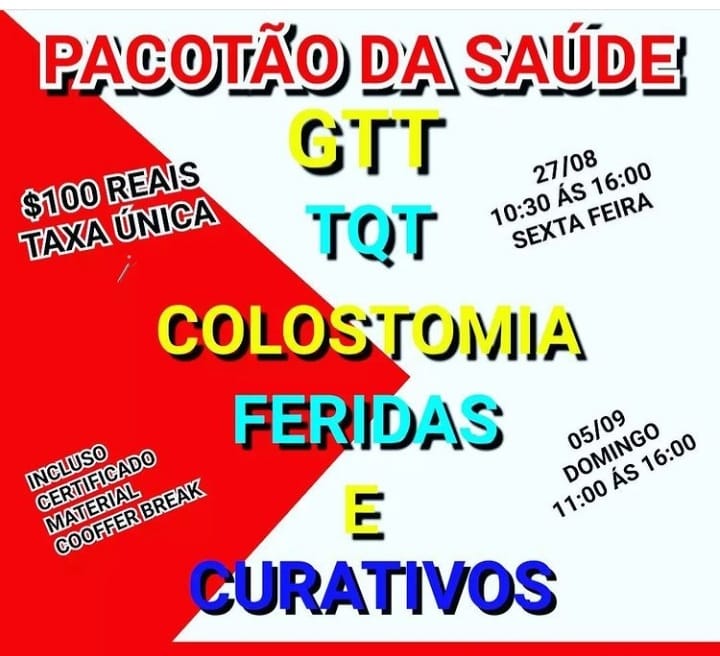 PACOTÃO DA SAÚDE
GTT
$100 REAIS
TAXA ÚNICA
27/08
10:30 ÁS 16:00
SEXTA FEIRA
TQT
COLOSTOMIA
FERIDAS
05/09
DOMINGO
11:00 ÁS 16:00
INCLUSO
CERTIFICADO
MATERIAL
COOFFER BREAK
E
CURATIVOS